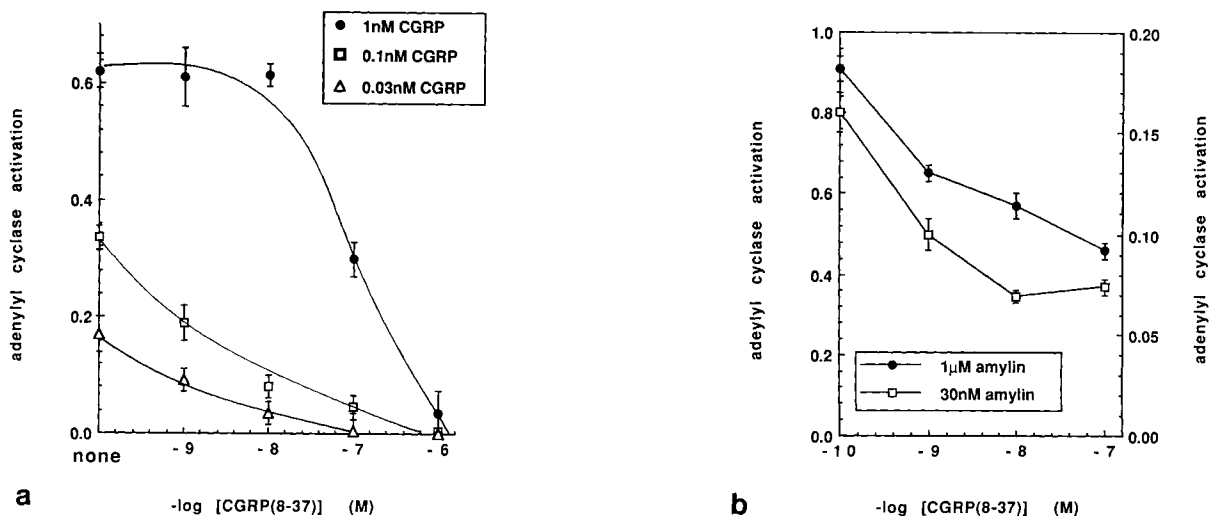 1nM CGRP
0.1nM CGRP
0.03nM CGRP
adenylyl cyclase activation
0.6
0.4
0.2
0.0
none
- 9
- 8
- 7
- 6
a
-log [CGRP(8-37)] (M)
1.0
0.8
0.6
0.4
0.2
0.0
adeylyl cyclase activation
0.20
0.15
0.10
0.05
0.00
adenylyl cyclase activation
1µM amylin
30nM amylin
-10
-9
-8
-7
b
-log [CGRP(8-37)] (M)